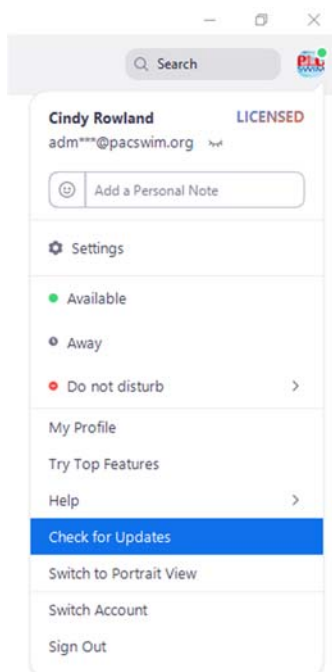 Search
Cindy Rowland LICENSED
adm***@pacswim.org
Add a Personal Note
Settings
Available
Away
Do not disturb
My Profile
Try Top Features
Help
Check for Updates
Switch to Portrait View
Switch Account
Sign Out